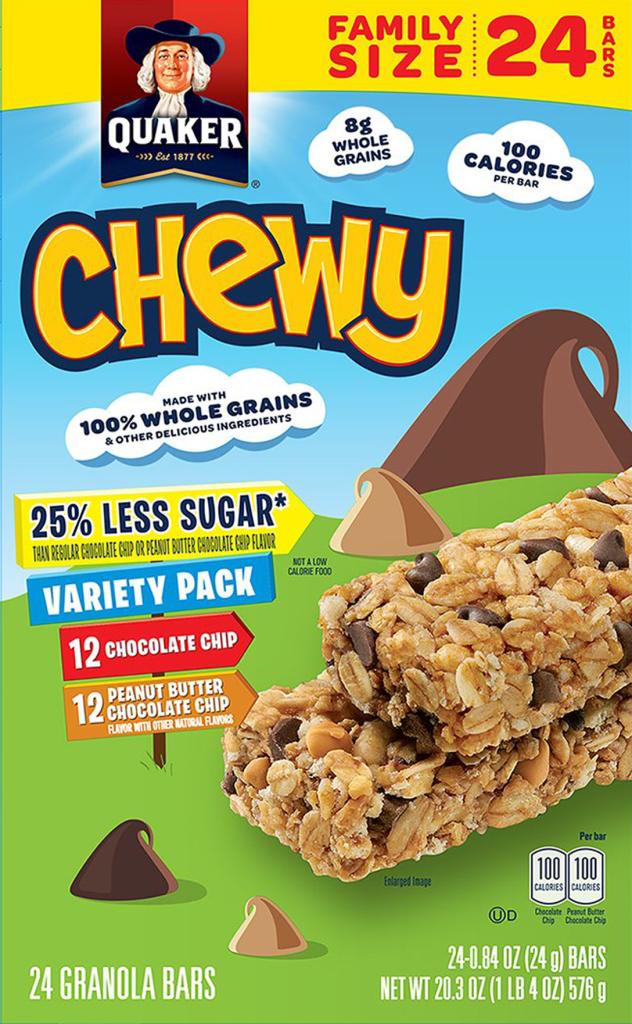 FAMILY SIZE
24 BARS
QUAKER
Est 1877
®
8g
WHOLE
GRAINS
100
CALORIES
PER BAR
CHeWY
MADE WITH
100% WHOLE GRAINS
& OTHER DELICIOUS INGREDIENTS
25% LESS SUGAR*
THAN REGULAR CHOCOLATE CHIP OR PEANUT BUTTER CHOCOLATE CHIP FLAVOR
NOT A LOW
CALORIE FOOD
VARIETY PACK
12 CHOCOLATE CHIP
12 PEANUT BUTTER
CHOCOLATE CHIP
FLAVOR WITH OTHER NATURAL FLAVORS
Enlarged Image
Per bar
100 CALORIES
100 CALORIES
Chocolate Chip
Peanut Butter Chocolate Chip
U D
24 GRANOLA BARS
24-0.84 OZ (24 g) BARS
NET WT 20.3 OZ (1 LB 4 OZ) 576 g